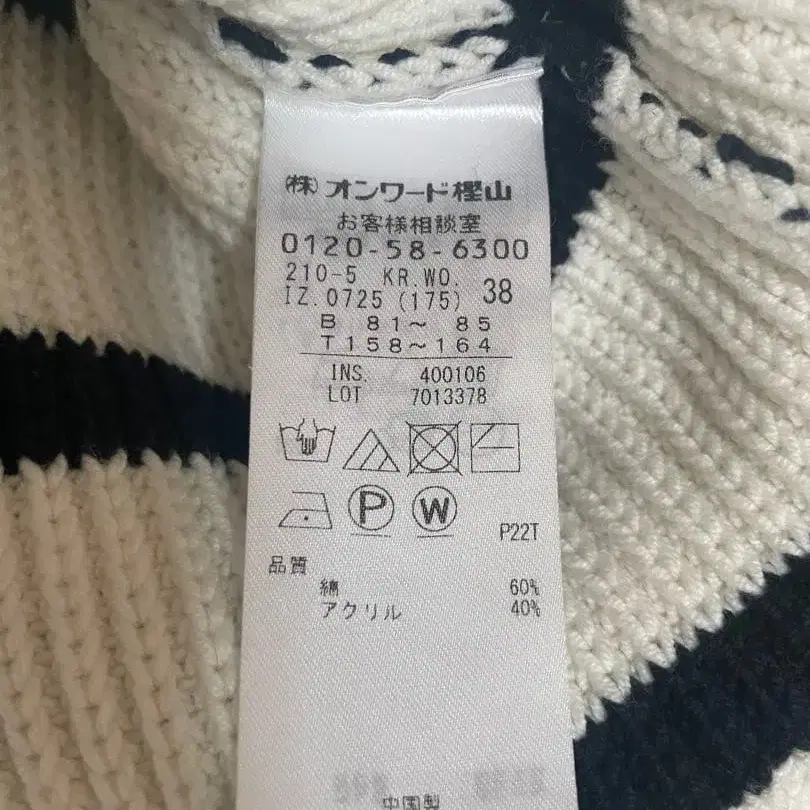 ㈱オンワード樫山
お客様相談室
0120-58-6300
210-5 KR.WO.
IZ.0725 (175) 38
B 81～ 85
T158～164
INS. 400106
LOT 7013378
P W
P22T
品質
綿 60%
アクリル 40%
中国製